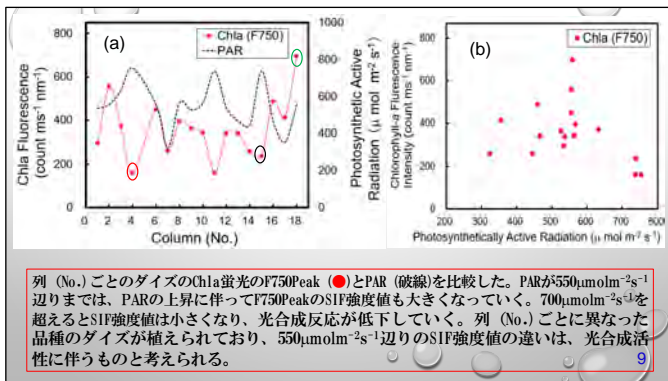 (a)
Chla (F750)
PAR
Chla Fluorescence
(count ms⁻¹ nm⁻¹)
800
600
400
200
0
1000
800
600
400
200
0
Photosynthetic Active
Radiation (μ mol m⁻² s⁻¹)
0 2 4 6 8 10 12 14 16 18
Column (No.)
(b)
Chla (F750)
Chlorophyll-a Flurescence
Intensity (count ms⁻¹ nm⁻¹)
800
600
400
200
0
200 300 400 500 600 700 800
Photosynthetically Active Radiation (μ mol m⁻² s⁻¹)
列 (No.) ごとのダイズのChla蛍光のF750Peak (●) とPAR (破線) を比較した。PARが550μmolm⁻²s⁻¹
辺りまでは、PARの上昇に伴ってF750PeakのSIF強度値も大きくなっていく。700μmolm⁻²s⁻¹を
超えるとSIF強度値は小さくなり、光合成反応が低下していく。列 (No.) ごとに異なった
品種のダイズが植えられており、550μmolm⁻²s⁻¹辺りのSIF強度値の違いは、光合成活
性に伴うものと考えられる。
9